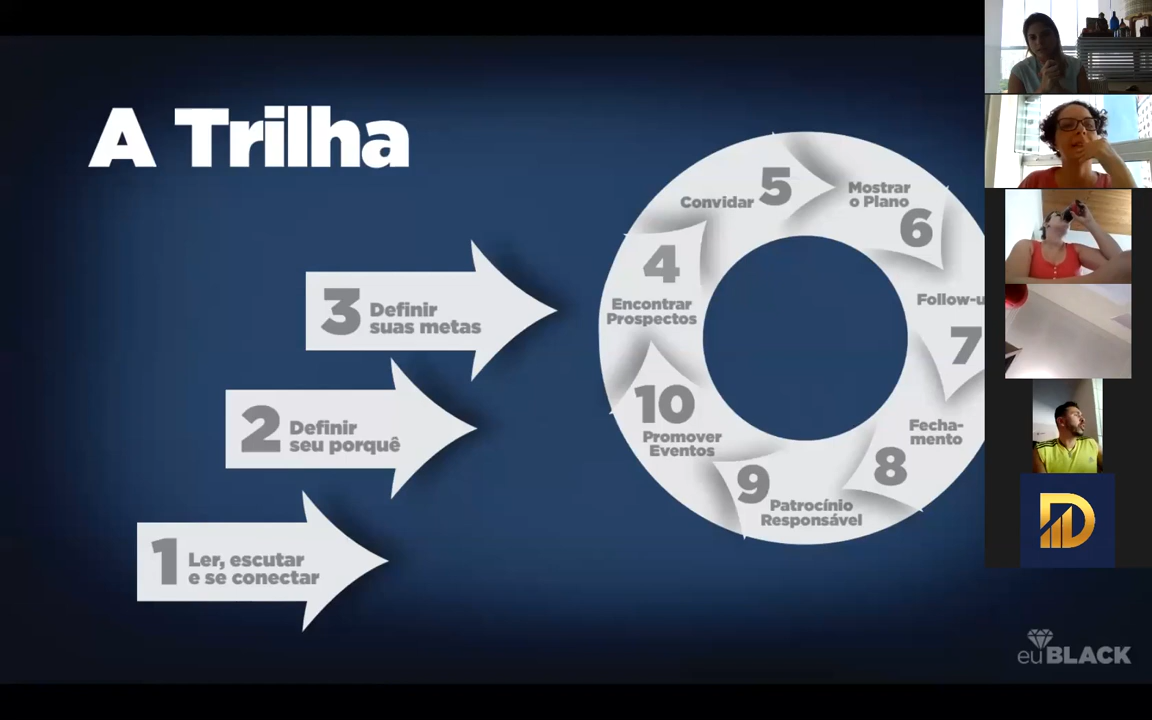 A Trilha
1
Ler, escutar
e se conectar
2
Definir
seu porquê
3
Definir
suas metas
4
Encontrar
Prospectos
5
Convidar
Mostrar
o Plano
6
Follow-u
7
Fecha-
mento
8
9
Patrocínio
Responsável
10
Promover
Eventos
D
euBLACK